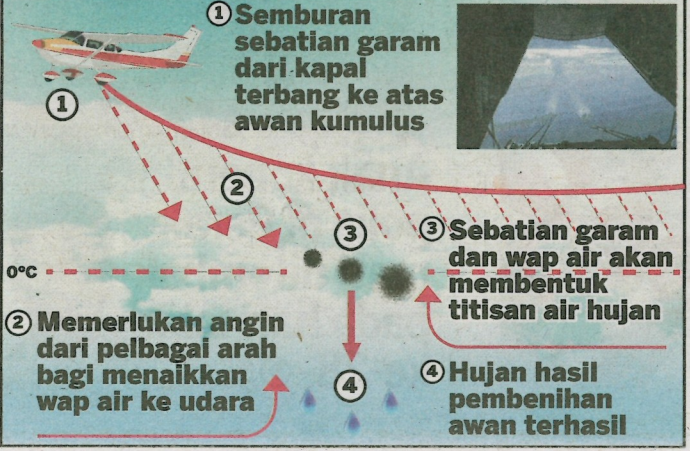 ① Semburan
sebatian garam
dari kapal
terbang ke atas
awan kumulus
①
②
③
③ Sebatian garam
dan wap air akan
membentuk
titisan air hujan
0°C
② Memerlukan angin
dari pelbagai arah
bagi menaikkan
wap air ke udara
④
④ Hujan hasil
pembenihan
awan terhasil